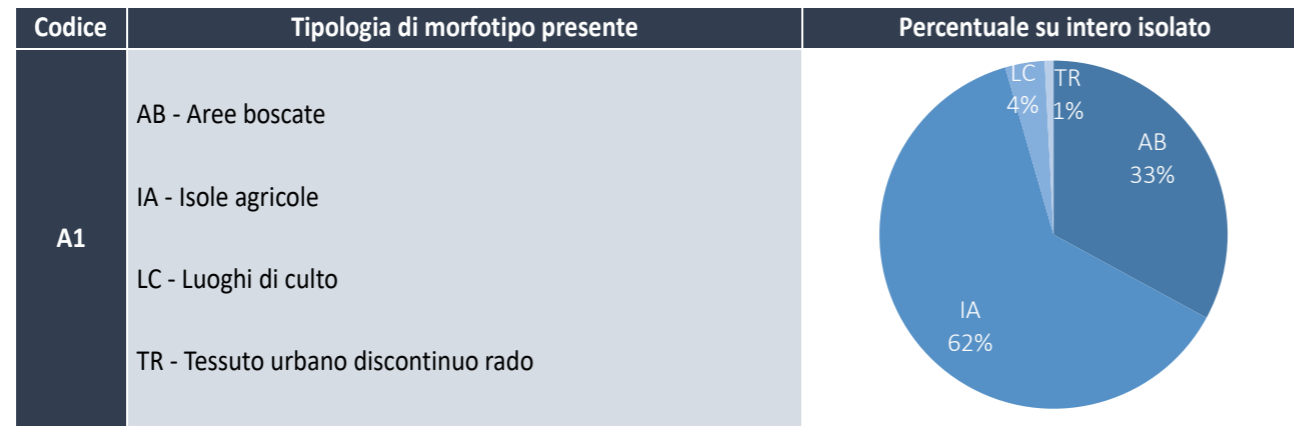 Codice Tipologia di morfotipo presente Percentuale su intero isolato
A1
AB - Aree boscate
IA - Isole agricole
LC - Luoghi di culto
TR - Tessuto urbano discontinuo rado
LC
4%
TR
1%
AB
33%
IA
62%